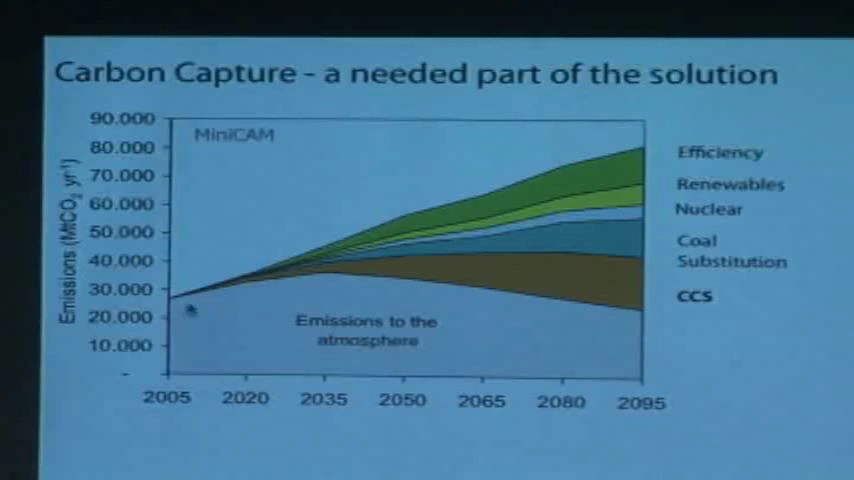 Carbon Capture - a needed part of the solution
90.000
80.000
70.000
60.000
50.000
40.000
30.000
20.000
10.000
-
Emissions (MtCO2 yr-1)
MiniCAM
Emissions to the
atmosphere
2005 2020 2035 2050 2065 2080 2095
Efficiency
Renewables
Nuclear
Coal
Substitution
CCS